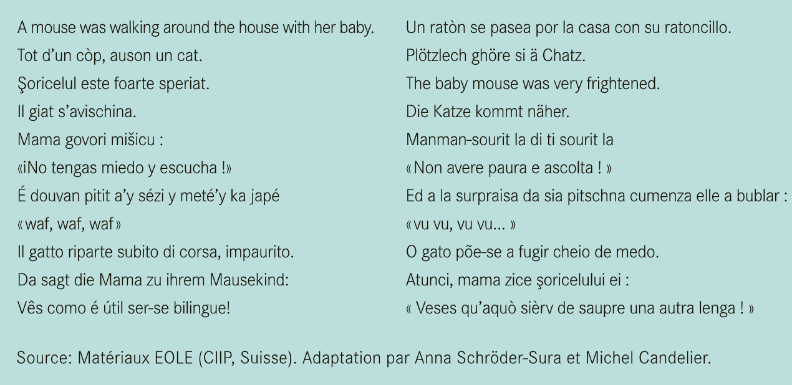 A mouse was walking around the house with her baby.
Tot d'un còp, auson un cat.
Şoricelul este foarte speriat.
Il giat s'avischina.
Mama govori mišicu :
«¡No tengas miedo y escucha !»
É douvan pitit a'y sézi y meté'y ka japé
« waf, waf, waf »
Il gatto riparte subito di corsa, impaurito.
Da sagt die Mama zu ihrem Mausekind:
Vês como é útil ser-se bilingue!
Un ratòn se pasea por la casa con su ratoncillo.
Plötzlech ghöre si ä Chatz.
The baby mouse was very frightened.
Die Katze kommt näher.
Manman-sourit la di ti sourit la
« Non avere paura e ascolta ! »
Ed a la surpraisa da sia pitschna cumenza elle a bublar :
« vu vu, vu vu... »
O gato põe-se a fugir cheio de medo.
Atunci, mama zice şoricelului ei :
« Veses qu'aquò sièrv de saupre una autra lenga ! »
Source: Matériaux EOLE (CIIP, Suisse). Adaptation par Anna Schröder-Sura et Michel Candelier.